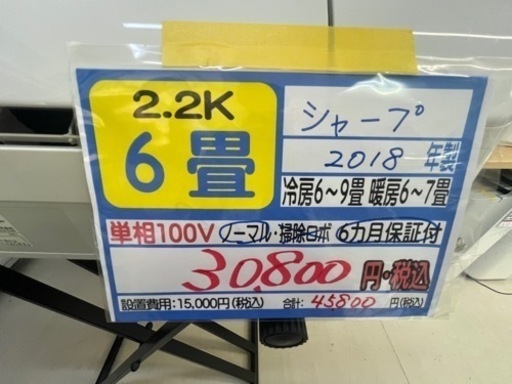 2.2K
6畳
シャープ
2018 年製
冷房6～9畳 暖房6～7畳
単相100V ノーマル・掃除ロボ 6カ月保証付
30,800 円・税込
設置費用:15,000円(税込) 合計:45,800 円(税込)